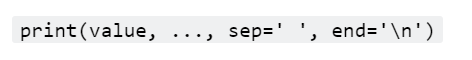 print(value, ..., sep=' ', end='\n')